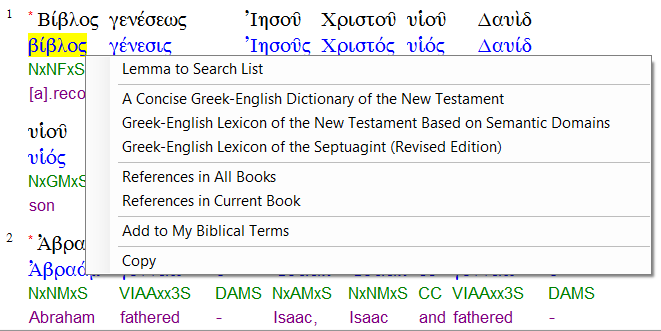 1 * Βίβλος γενέσεως Ἰησοῦ Χριστοῦ υἱοῦ Δαυὶδ
βίβλος γένεσις Ἰησοῦς Χριστός υἱός Δαυίδ
NxNFxS
[a].reco
Lemma to Search List
A Concise Greek-English Dictionary of the New Testament
Greek-English Lexicon of the New Testament Based on Semantic Domains
Greek-English Lexicon of the Septuagint (Revised Edition)
References in All Books
References in Current Book
Add to My Biblical Terms
Copy
υἱοῦ
υἱός
NxGMxS
son
2 * Ἀβρα
Ἀβραάμ
NxNMxS VIAAxx3S DAMS NxAMxS NxNMxS CC VIAAxx3S DAMS
Abraham fathered - Isaac, Isaac and fathered -